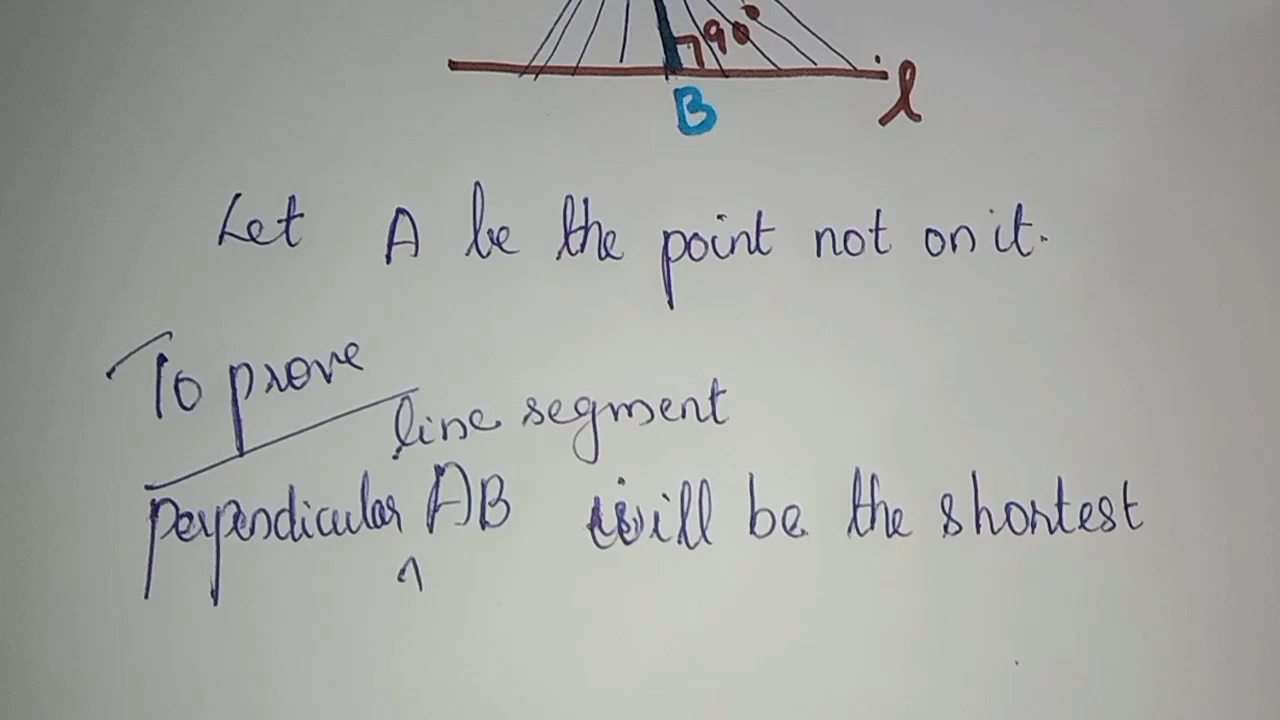 90°
B
l
Let A be the point not on it.
To prove
line segment
perpendicular AB will be the shortest